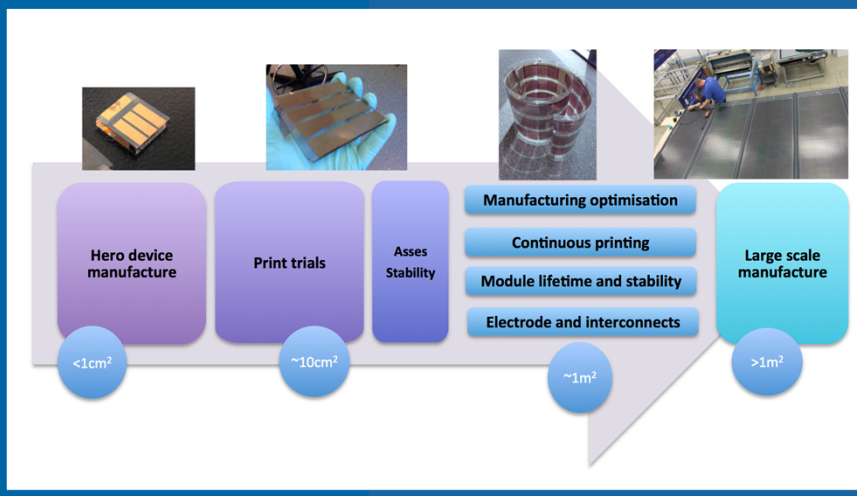 Hero device
manufacture
<1cm²
Print trials
~10cm²
Asses
Stability
Manufacturing optimisation
Continuous printing
Module lifetime and stability
Electrode and interconnects
~1m²
Large scale
manufacture
>1m²